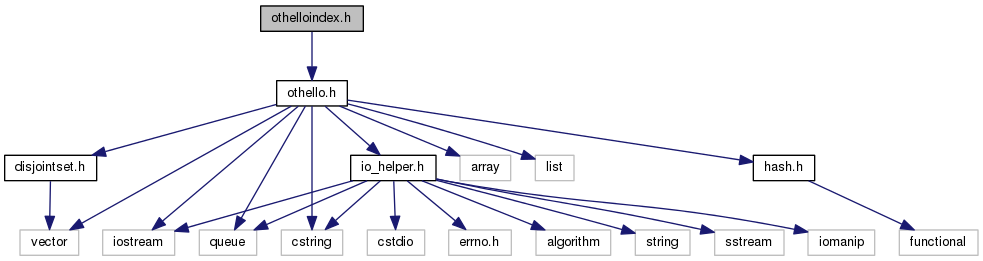 othelloindex.h
othello.h
disjointset.h
io_helper.h
array
list
hash.h
vector
iostream
queue
cstring
cstdio
errno.h
algorithm
string
sstream
iomanip
functional